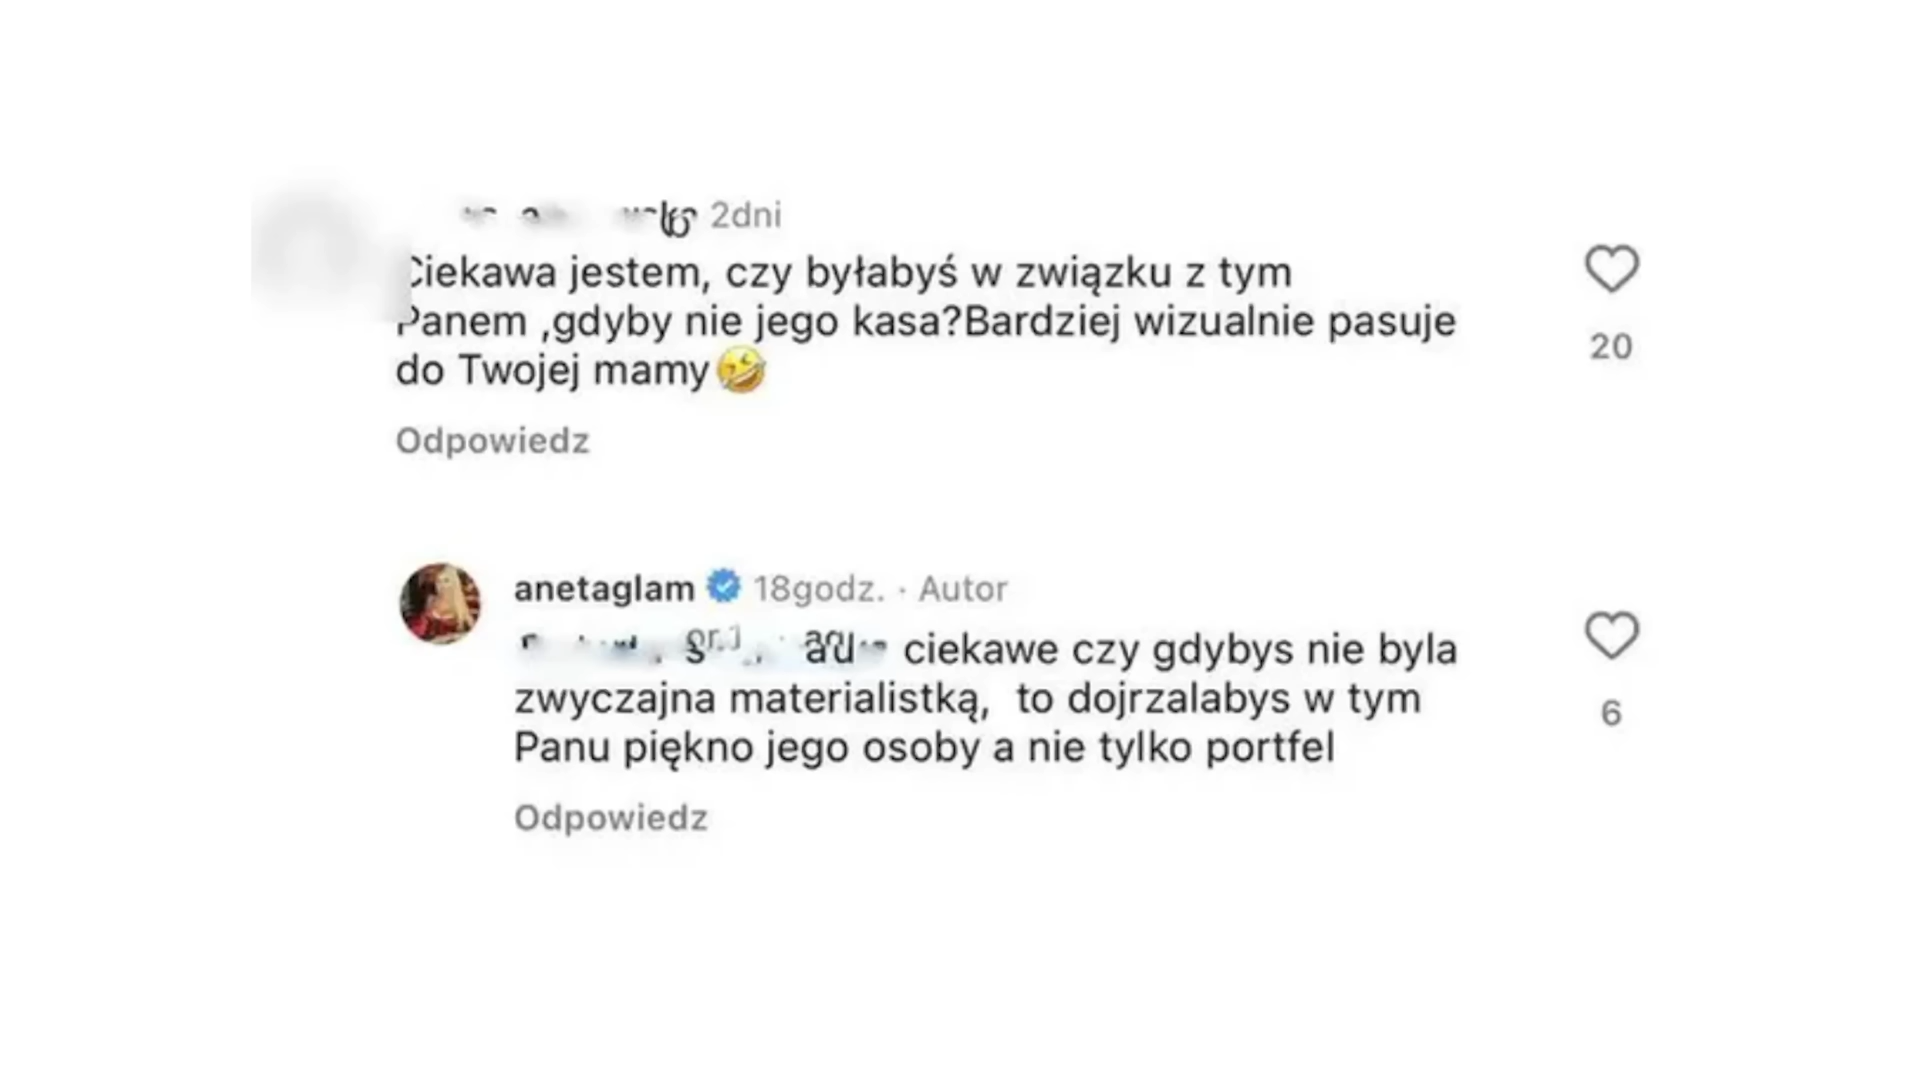 2dni
Ciekawa jestem, czy byłabyś w związku z tym
Panem ,gdyby nie jego kasa?Bardziej wizualnie pasuje
do Twojej mamy🤣
20
Odpowiedz
anetaglam 18godz. · Autor
ciekawe czy gdybys nie byla
zwyczajna materialistką, to dojrzalabys w tym
Panu piękno jego osoby a nie tylko portfel
6
Odpowiedz